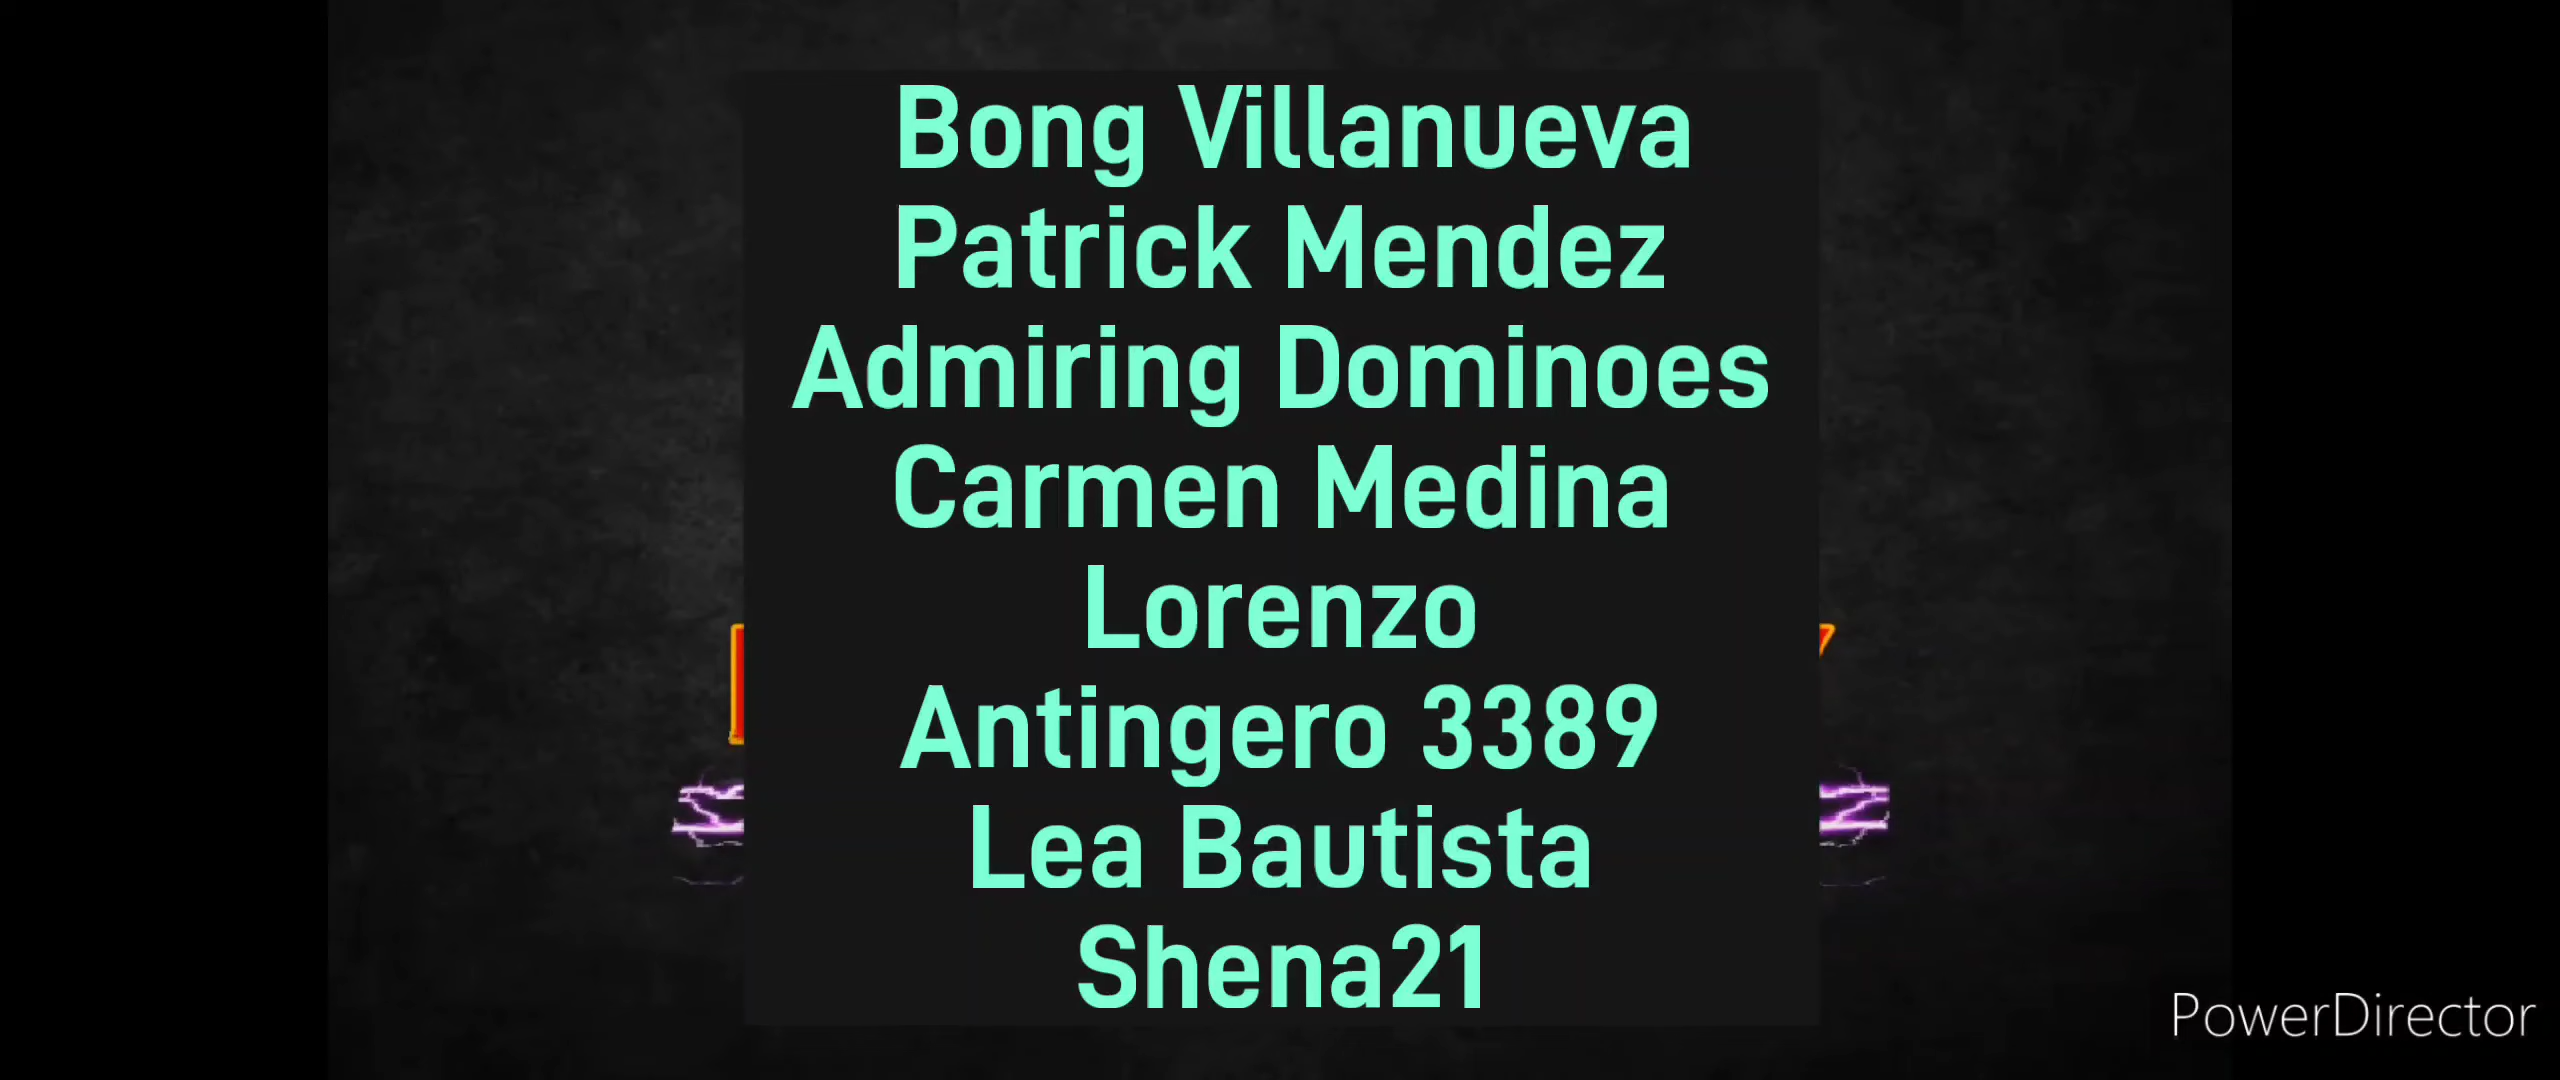 Bong Villanueva
Patrick Mendez
Admiring Dominoes
Carmen Medina
Lorenzo
Antingero 3389
Lea Bautista
Shena21
PowerDirector